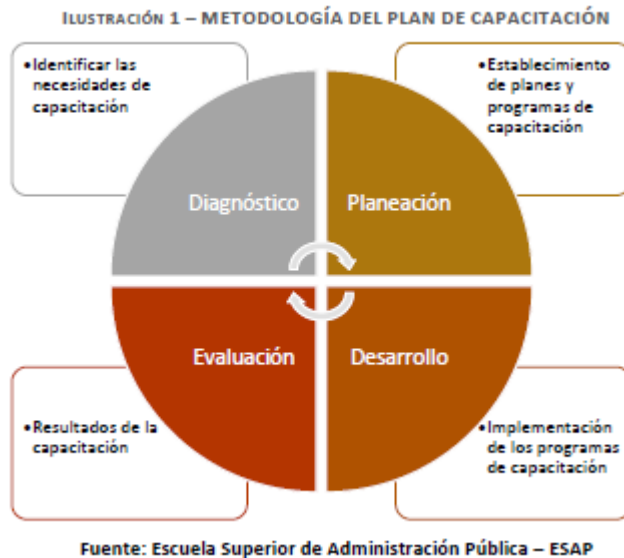 ILUSTRACIÓN 1 – METODOLOGÍA DEL PLAN DE CAPACITACIÓN
•Identificar las
necesidades de
capacitación
•Establecimiento
de planes y
programas de
capacitación
Diagnóstico
Planeación
Evaluación
Desarrollo
•Resultados de la
capacitación
•Implementación
de los programas
de capacitación
Fuente: Escuela Superior de Administración Pública – ESAP